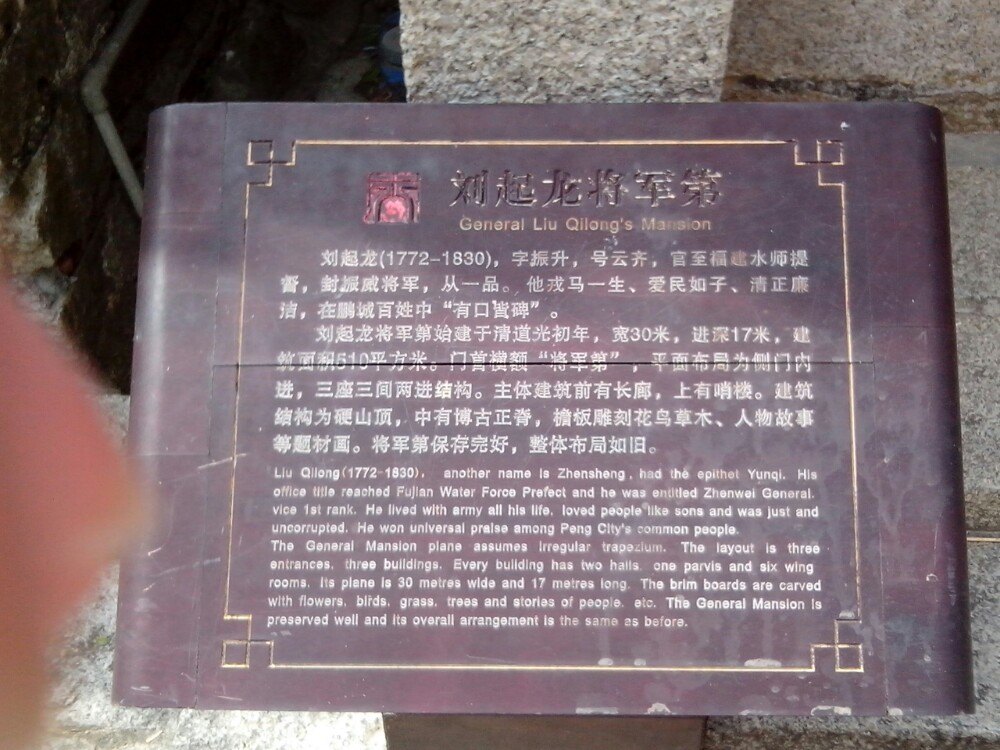 刘起龙将军第
General Liu Qilong's Mansion
刘起龙(1772-1830)，字振升，号云齐，官至福建水师提
督，封振威将军，从一品。他戎马一生、爱民如子、清正廉
洁，在鹏城百姓中“有口皆碑”。
刘起龙将军第始建于清道光初年，宽30米，进深17米，建
筑面积510平方米。门首横额“将军第”，平面布局为侧门内
进，三座三间两进结构。主体建筑前有长廊，上有哨楼。建筑
结构为硬山顶，中有博古正脊，檐板雕刻花鸟草木、人物故事
等题材画。将军第保存完好，整体布局如旧。
Liu Qilong(1772-1830), another name is Zhensheng, had the epithet Yunqi. His
office title reached Fujian Water Force Prefect and he was entitled Zhenwei General,
vice 1st rank. He lived with army all his life, loved people like sons and was just and
uncorrupted. He won universal praise among Peng City's common people.
The General Mansion plane assumes irregular trapezium. The layout is three
entrances, three buildings. Every building has two halls, one parvis and six wing
rooms. Its plane is 30 metres wide and 17 metres long. The brim boards are carved
with flowers, birds, grass, trees and stories of people, etc. The General Mansion is
preserved well and its overall arrangement is the same as before.